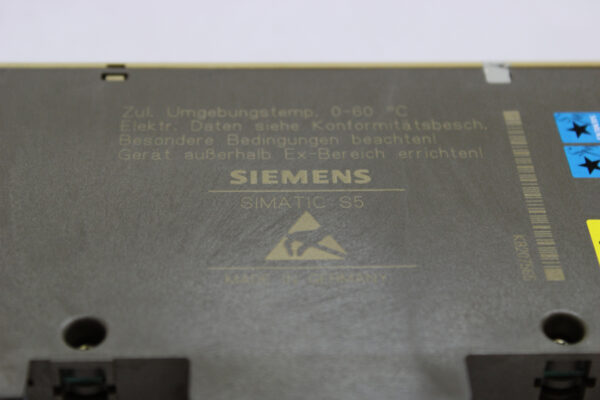 Zul. Umgebungstemp. 0-60 °C
Elektr. Daten siehe Konformitätsbesch.
Besondere Bedingungen beachten!
Gerät außerhalb Ex-Bereich errichten!
SIEMENS
SIMATIC S5
MADE IN GERMANY